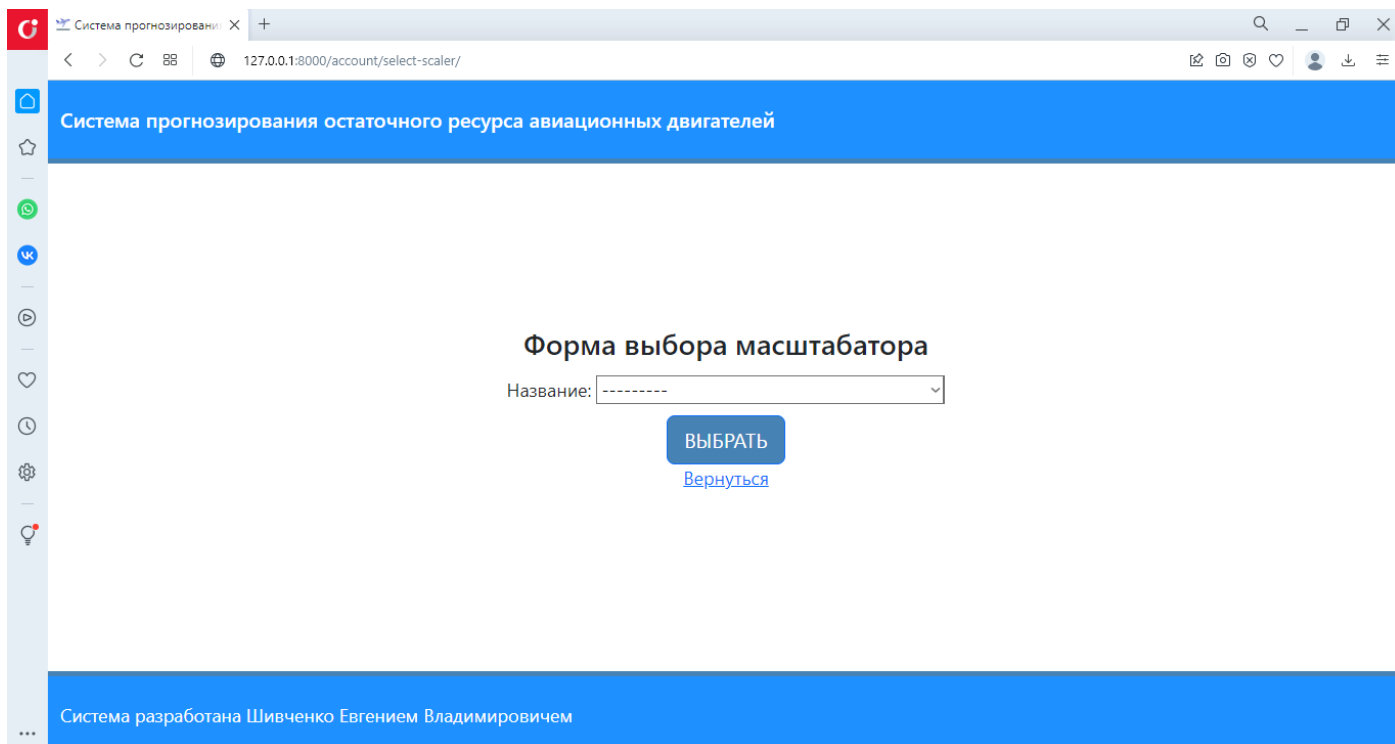 Система прогнозировани
127.0.0.1:8000/account/select-scaler/
Система прогнозирования остаточного ресурса авиационных двигателей
Форма выбора масштабатора
Название: ---------
ВЫБРАТЬ
Вернуться
Система разработана Шивченко Евгением Владимировичем